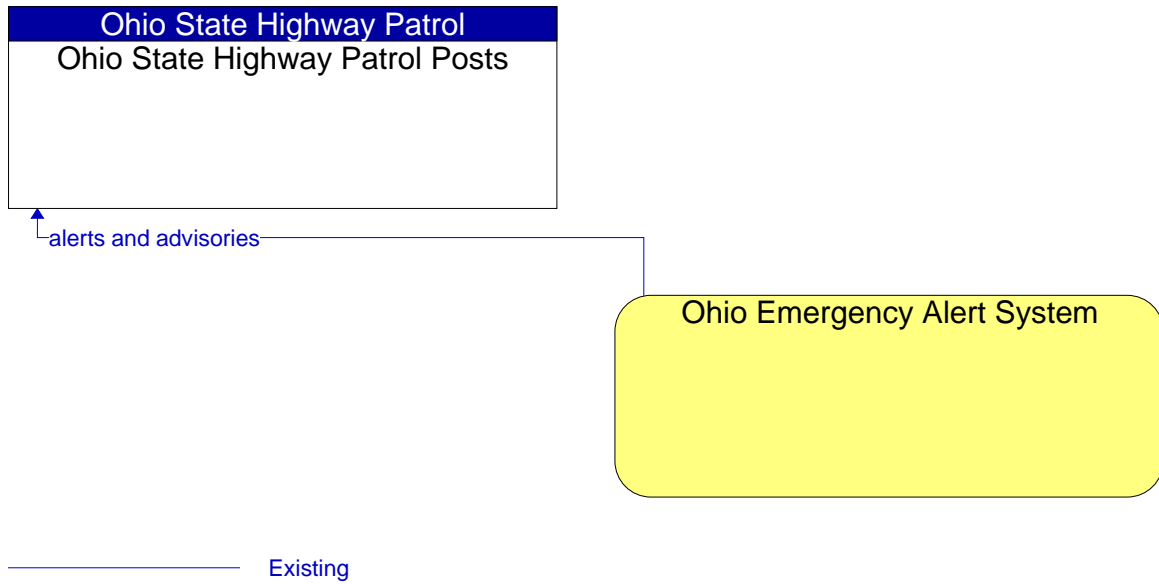 Ohio State Highway Patrol
Ohio State Highway Patrol Posts
alerts and advisories
Ohio Emergency Alert System
Existing